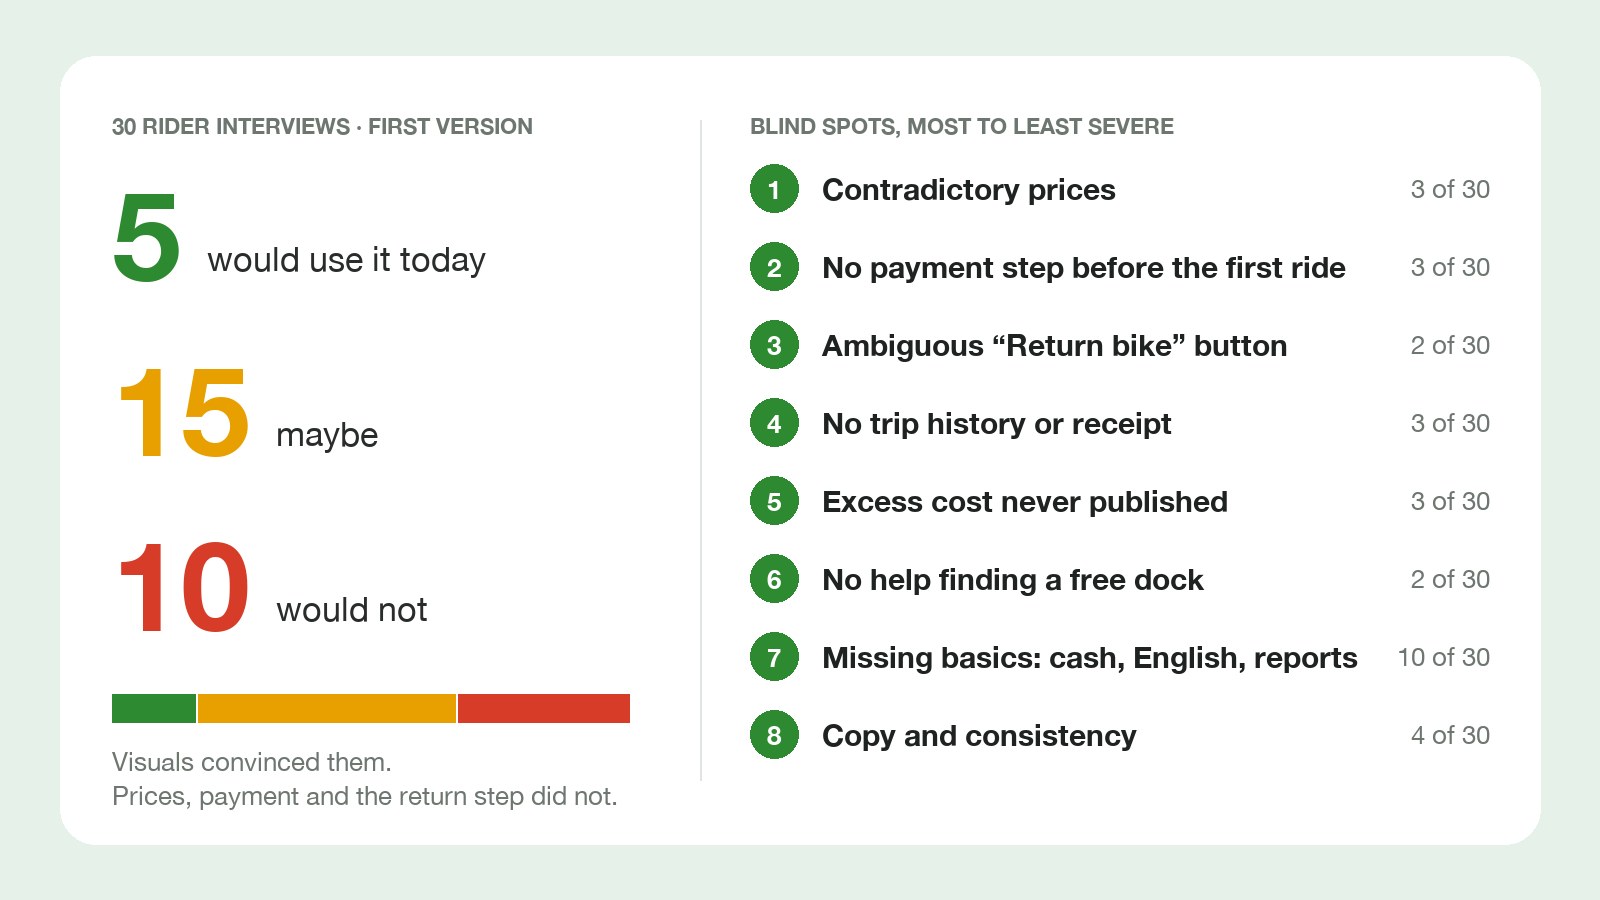 30 RIDER INTERVIEWS · FIRST VERSION
5 would use it today
15 maybe
10 would not
Visuals convinced them.
Prices, payment and the return step did not.
BLIND SPOTS, MOST TO LEAST SEVERE
1 Contradictory prices 3 of 30
2 No payment step before the first ride 3 of 30
3 Ambiguous “Return bike” button 2 of 30
4 No trip history or receipt 3 of 30
5 Excess cost never published 3 of 30
6 No help finding a free dock 2 of 30
7 Missing basics: cash, English, reports 10 of 30
8 Copy and consistency 4 of 30